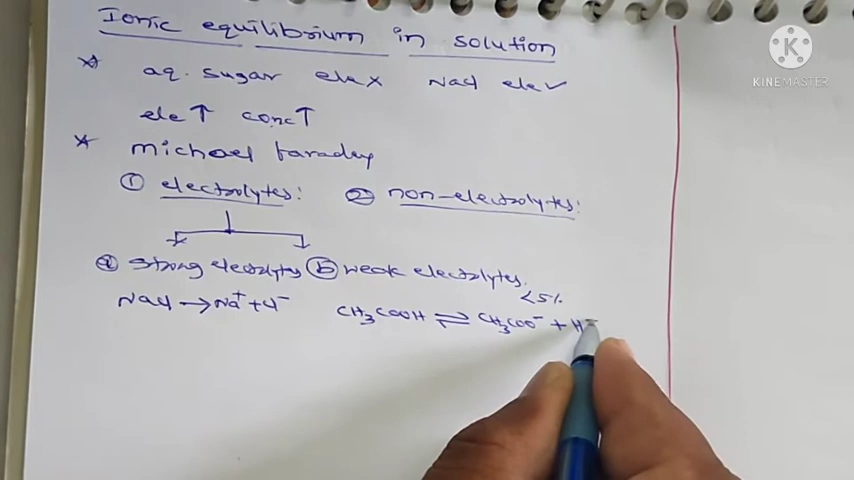 Ionic equilibrium in solution
* aq. sugar ele x NaCl ele ✓
ele ↑ conc ↑
* michael faraday
① electrolytes: ② non-electrolytes:
ⓐ strong electrolytes ⓑ weak electrolytes.
<5%
NaCl → Na⁺ + Cl⁻ CH₃COOH ⇌ CH₃COO⁻ + H
KINEMASTER